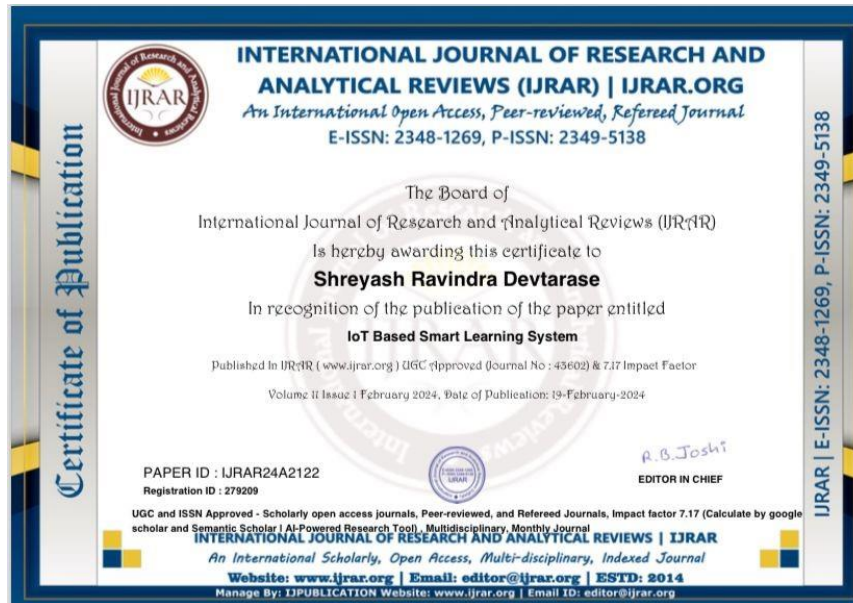 INTERNATIONAL JOURNAL OF RESEARCH AND
ANALYTICAL REVIEWS (IJRAR) | IJRAR.ORG
An International Open Access, Peer-reviewed, Refereed Journal
E-ISSN: 2348-1269, P-ISSN: 2349-5138
International Journal of Research and Analytical Reviews
IJRAR
Certificate of Publication
The Board of
International Journal of Research and Analytical Reviews (IJRAR)
Is hereby awarding this certificate to
Shreyash Ravindra Devtarase
In recognition of the publication of the paper entitled
IoT Based Smart Learning System
Published In IJRAR ( www.ijrar.org ) UGC Approved (Journal No : 43602) & 7.17 Impact Factor
Volume 11 Issue 1 February 2024, Date of Publication: 19-February-2024
PAPER ID : IJRAR24A2122
Registration ID : 279209
IJRAR
R.B.Joshi
EDITOR IN CHIEF
UGC and ISSN Approved - Scholarly open access journals, Peer-reviewed, and Refereed Journals, Impact factor 7.17 (Calculate by google
scholar and Semantic Scholar | AI-Powered Research Tool) , Multidisciplinary, Monthly Journal
INTERNATIONAL JOURNAL OF RESEARCH AND ANALYTICAL REVIEWS | IJRAR
An International Scholarly, Open Access, Multi-disciplinary, Indexed Journal
Website: www.ijrar.org | Email: editor@ijrar.org | ESTD: 2014
Manage By: IJPUBLICATION Website: www.ijrar.org | Email ID: editor@ijrar.org
IJRAR | E-ISSN: 2348-1269, P-ISSN: 2349-5138